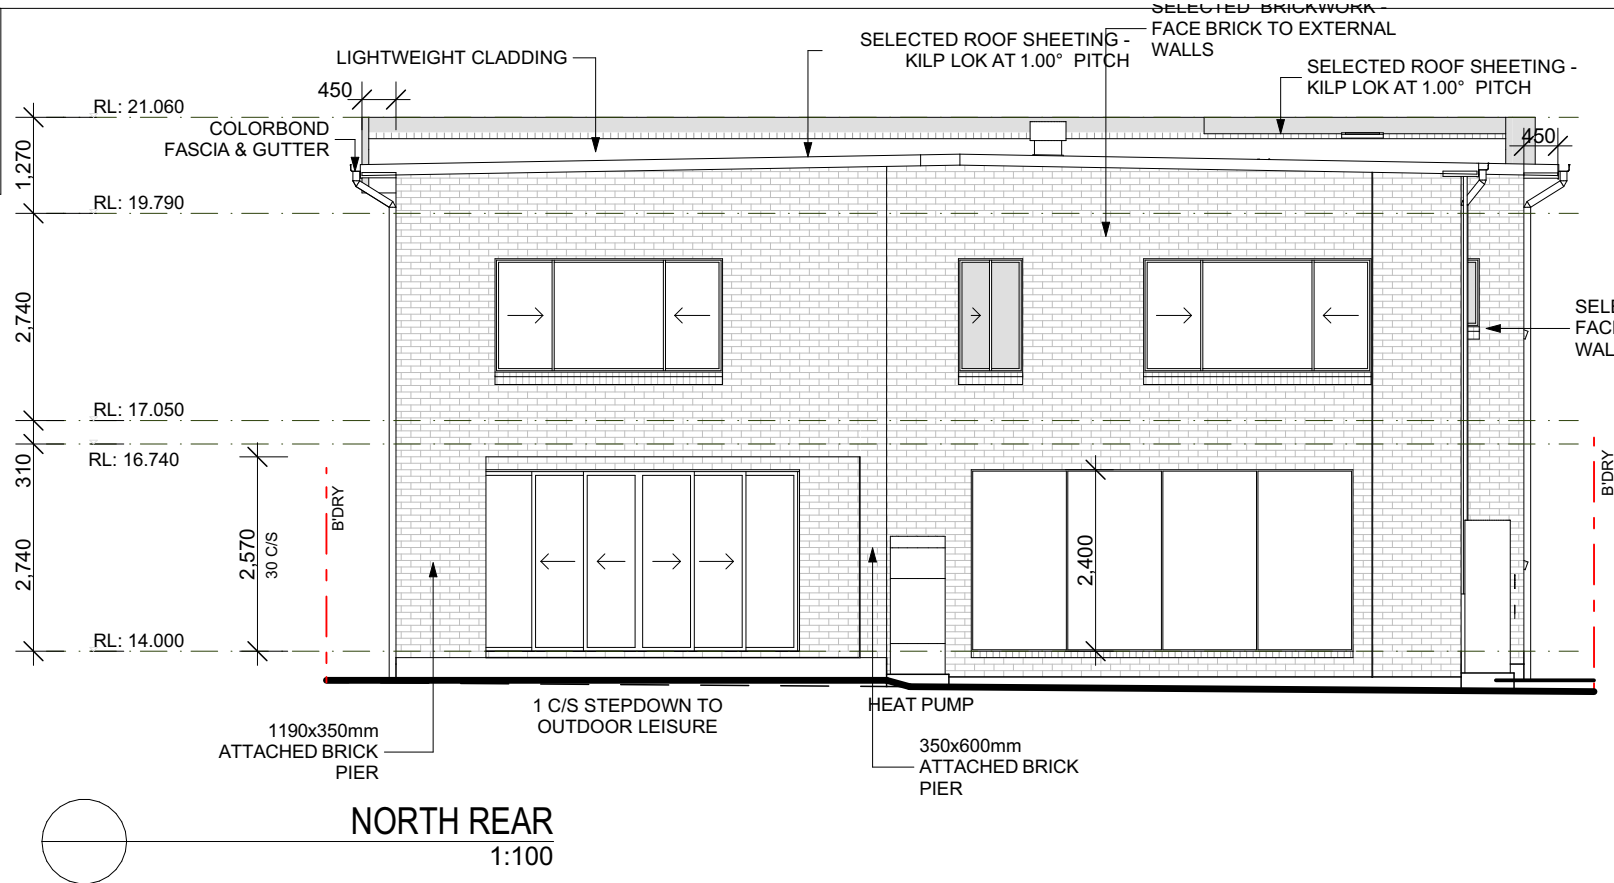 SELECTED BRICKWORK -
FACE BRICK TO EXTERNAL
WALLS
SELECTED ROOF SHEETING -
KILP LOK AT 1.00° PITCH
LIGHTWEIGHT CLADDING
SELECTED ROOF SHEETING -
KILP LOK AT 1.00° PITCH
450
RL: 21.060
COLORBOND
FASCIA & GUTTER
450
1,270
RL: 19.790
2,740
SELE
FACE
WAL
RL: 17.050
310
RL: 16.740
B'DRY
B'DRY
2,740
2,570
30 C/S
2,400
RL: 14.000
1 C/S STEPDOWN TO
OUTDOOR LEISURE
HEAT PUMP
1190x350mm
ATTACHED BRICK
PIER
350x600mm
ATTACHED BRICK
PIER
NORTH REAR
1:100